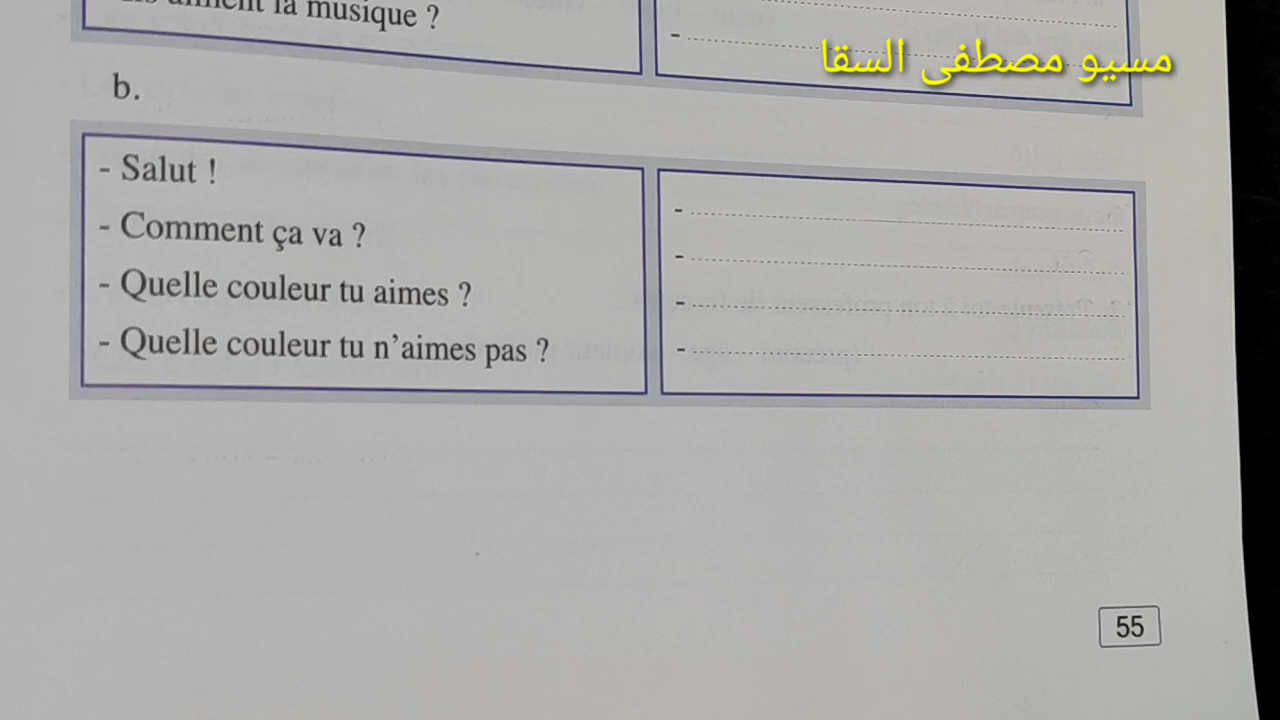 la musique ?
-
مسيو مصطفى السقا
b.
- Salut !
- Comment ça va ?
- Quelle couleur tu aimes ?
- Quelle couleur tu n'aimes pas ?
-
-
-
-
55